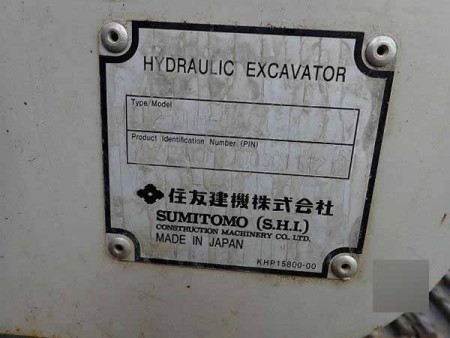 HYDRAULIC EXCAVATOR
Type/Model
Product Identification Number (PIN)
住友建機株式会社
SUMITOMO (S.H.I.)
CONSTRUCTION MACHINERY CO., LTD.
MADE IN JAPAN
KHP15800-00